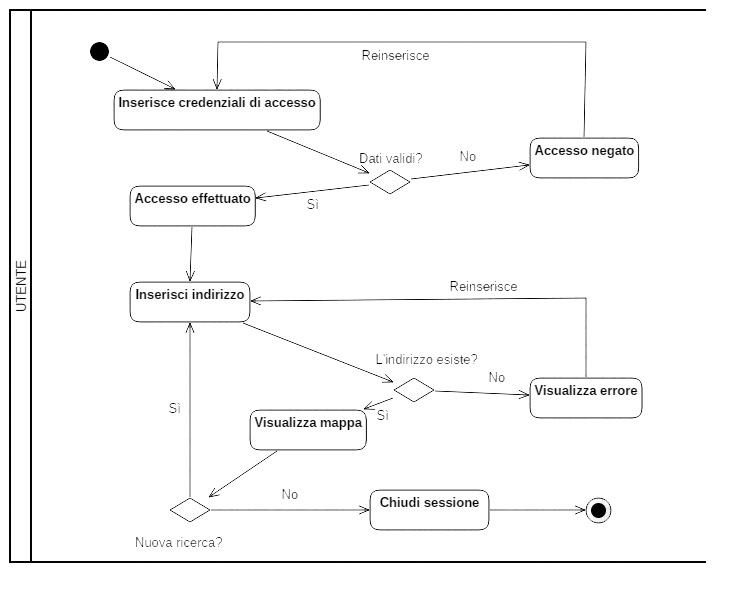 Reinserisce
Inserisce credenziali di accesso
Dati validi?
No
Accesso negato
Accesso effettuato
Sì
UTENTE
Inserisci indirizzo
Reinserisce
L'indirizzo esiste?
No
Visualizza errore
Sì
Sì
Visualizza mappa
No
Chiudi sessione
Nuova ricerca?